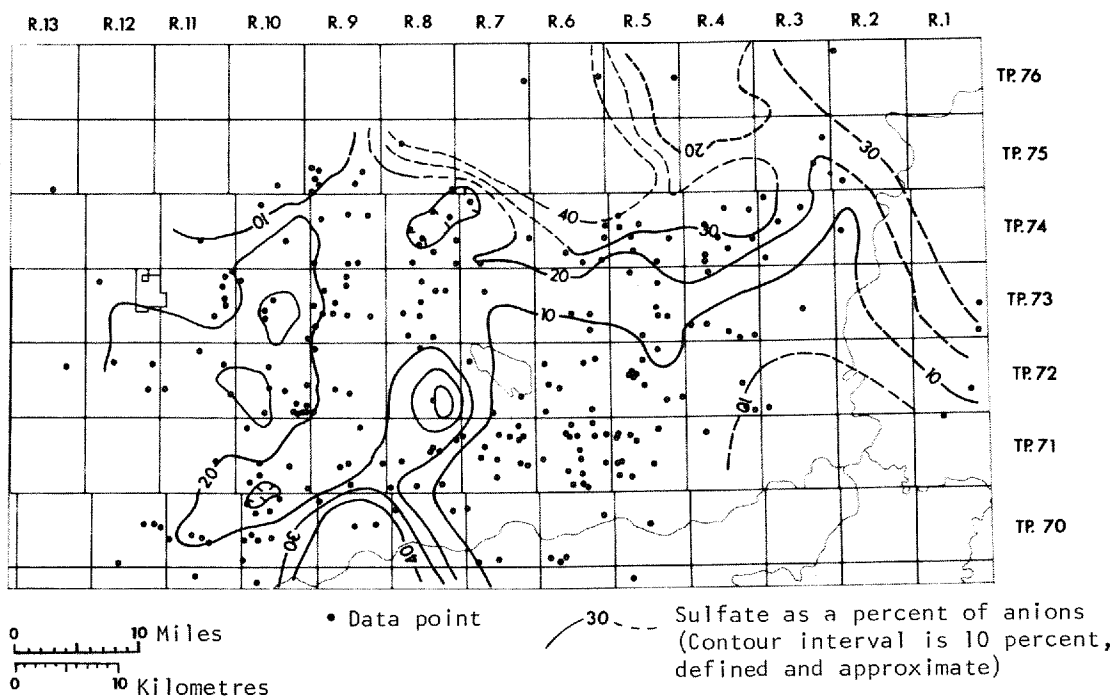 R.13 R.12 R.11 R.10 R.9 R.8 R.7 R.6 R.5 R.4 R.3 R.2 R.1
TP. 76
20
30
TP. 75
40
10
30
TP. 74
20
10
TP. 73
TP. 72
10
10
TP. 71
20
30
40
TP. 70
0 10 Miles
0 10 Kilometres
• Data point
30 Sulfate as a percent of anions
(Contour interval is 10 percent,
defined and approximate)